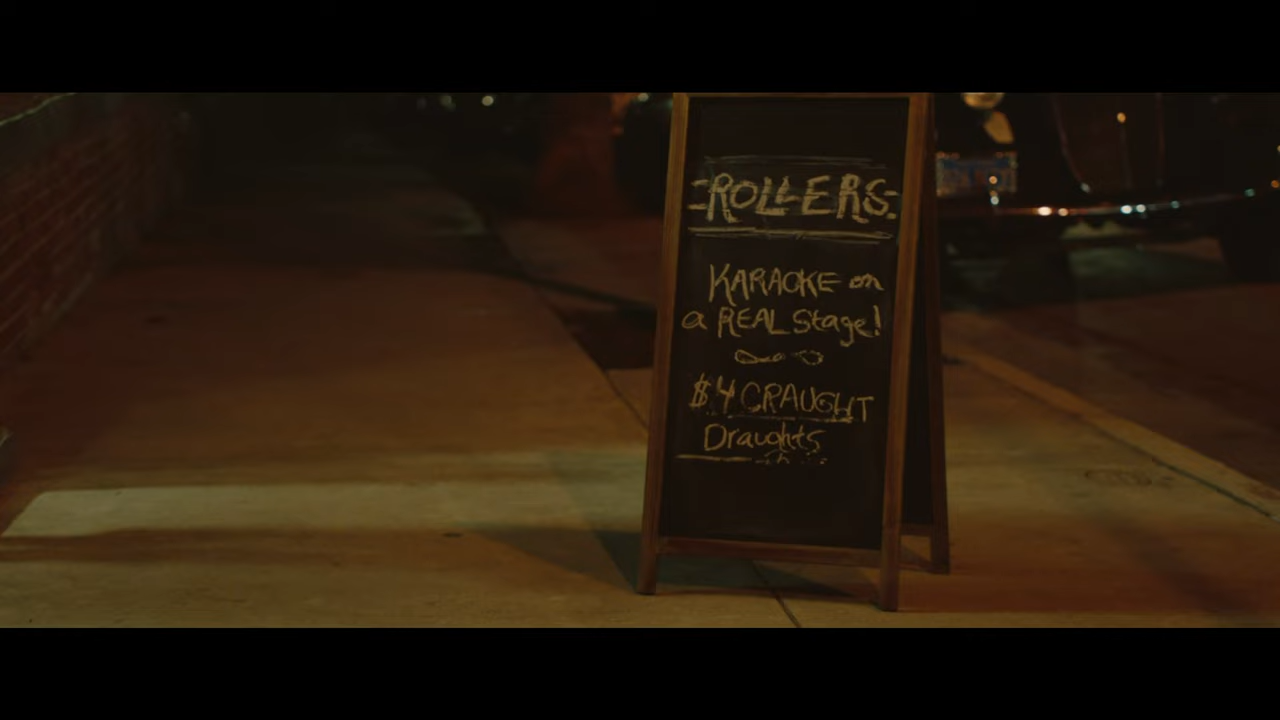 -ROLLERS-
KARAOKE on
a REAL Stage!
$4 CRAUGHT
Draughts